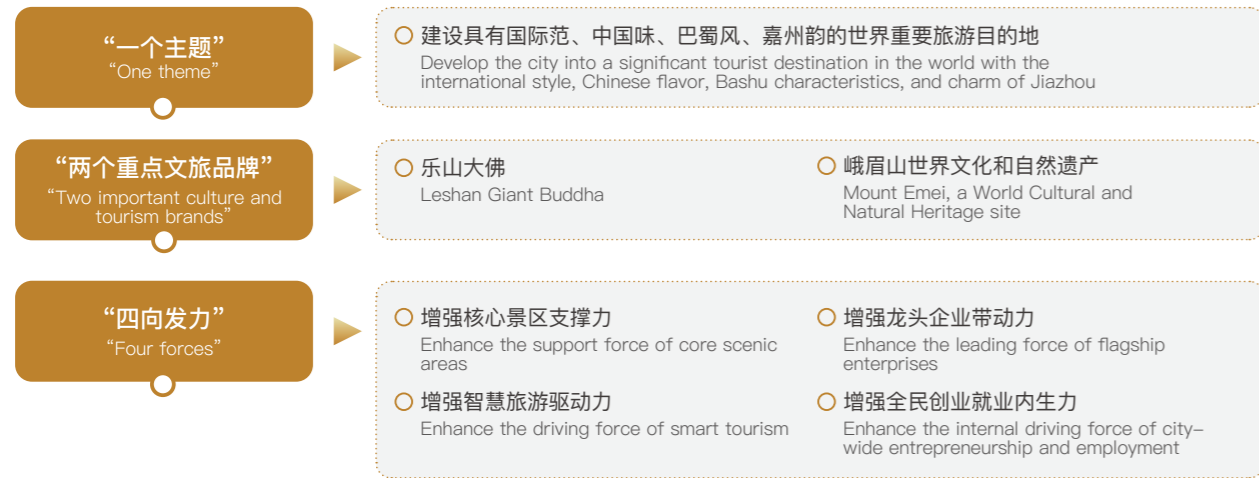 “一个主题”
“One theme”
建设具有国际范、中国味、巴蜀风、嘉州韵的世界重要旅游目的地
Develop the city into a significant tourist destination in the world with the
international style, Chinese flavor, Bashu characteristics, and charm of Jiazhou
“两个重点文旅品牌”
“Two important culture and
tourism brands”
乐山大佛
Leshan Giant Buddha
峨眉山世界文化和自然遗产
Mount Emei, a World Cultural and
Natural Heritage site
“四向发力”
“Four forces”
增强核心景区支撑力
Enhance the support force of core scenic
areas
增强龙头企业带动力
Enhance the leading force of flagship
enterprises
增强智慧旅游驱动力
Enhance the driving force of smart tourism
增强全民创业就业内生力
Enhance the internal driving force of city-
wide entrepreneurship and employment